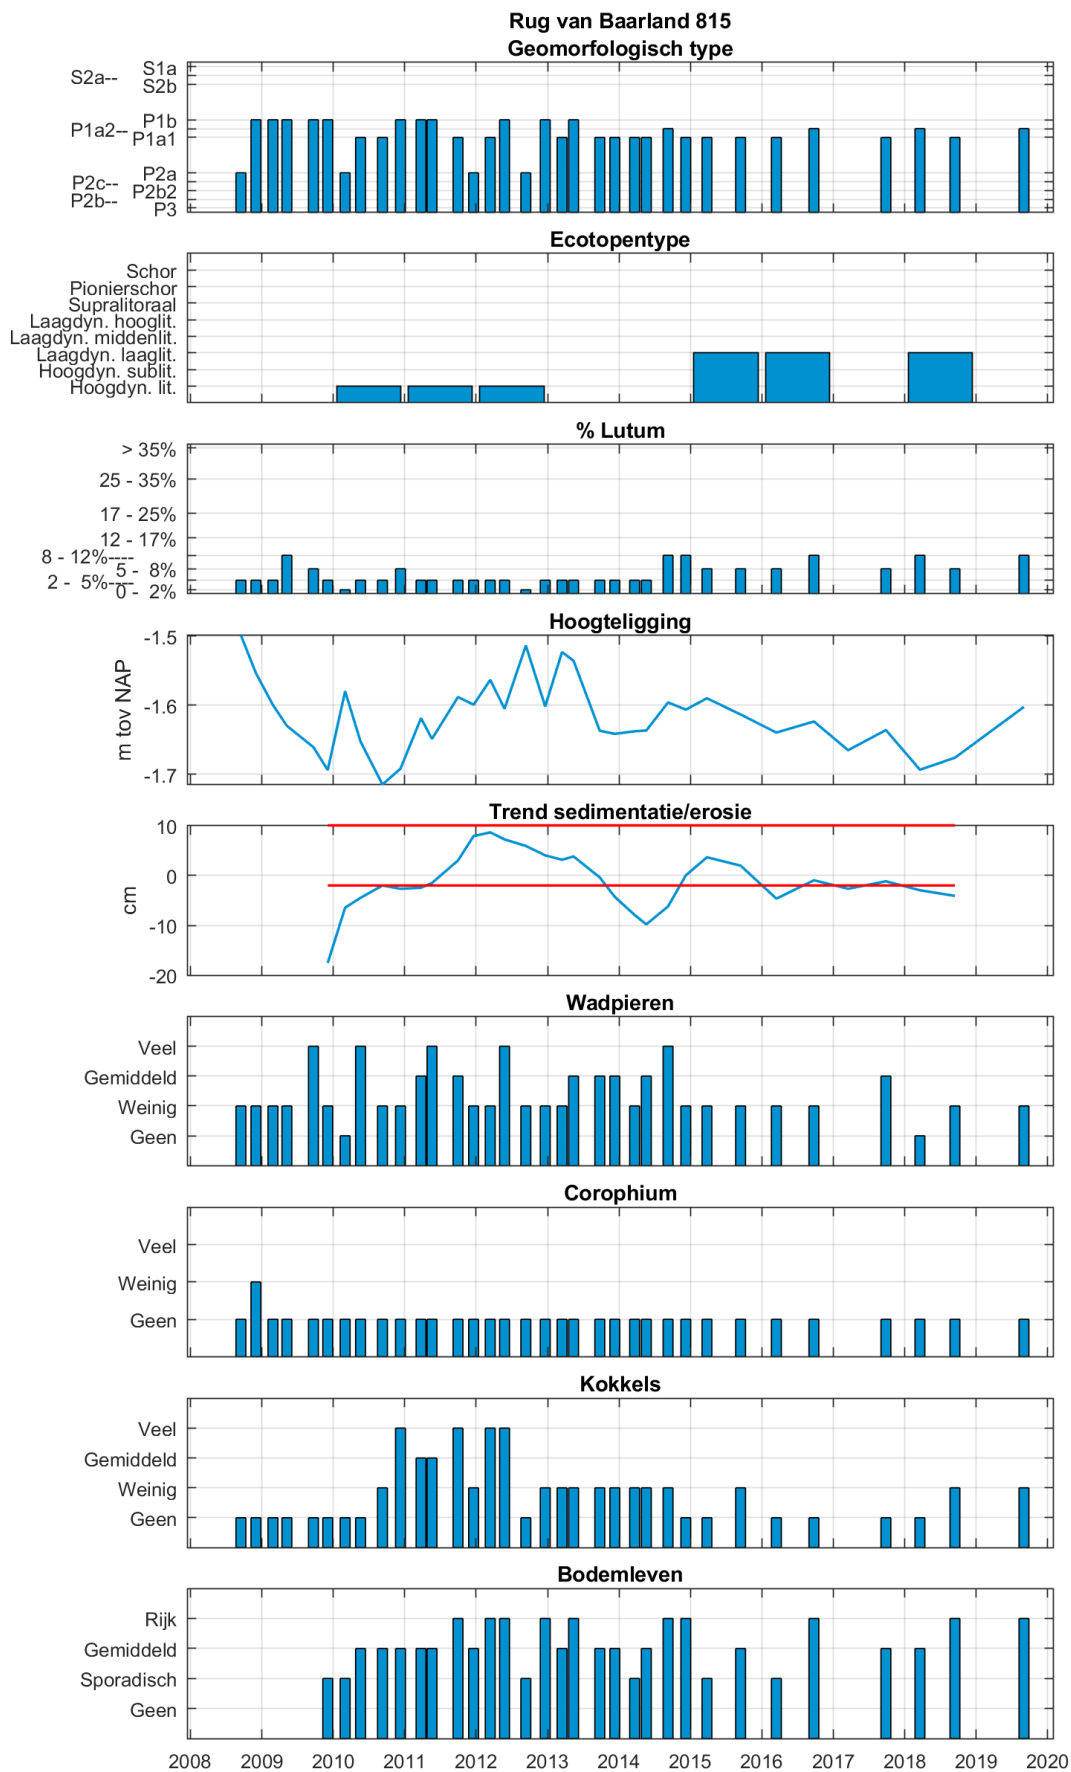 Rug van Baarland 815
Geomorfologisch type
S1a
S2a--
S2b
P1b
P1a2--
P1a1
P2a
P2c--
P2b2
P2b--
P3
Ecotopentype
Schor
Pionierschor
Supralitoraal
Laagdyn. hooglit.
Laagdyn. middenlit.
Laagdyn. laaglit.
Hoogdyn. sublit.
Hoogdyn. lit.
% Lutum
> 35%
25 - 35%
17 - 25%
12 - 17%
8 - 12%----
5 - 8%
2 - 5%----
0 - 2%
Hoogteligging
m tov NAP
-1.5
-1.6
-1.7
Trend sedimentatie/erosie
cm
10
0
-10
-20
Wadpieren
Veel
Gemiddeld
Weinig
Geen
Corophium
Veel
Weinig
Geen
Kokkels
Veel
Gemiddeld
Weinig
Geen
Bodemleven
Rijk
Gemiddeld
Sporadisch
Geen
2008 2009 2010 2011 2012 2013 2014 2015 2016 2017 2018 2019 2020